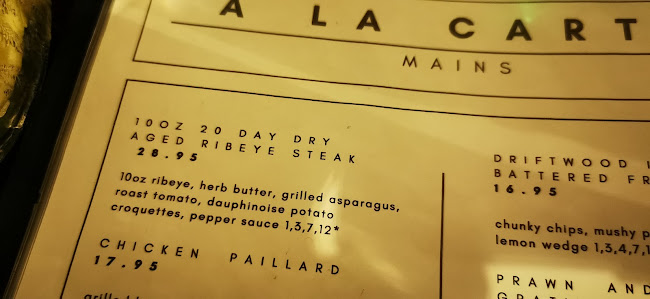 A LA CART
MAINS
10OZ 20 DAY DRY
AGED RIBEYE STEAK
28.95
10oz ribeye, herb butter, grilled asparagus,
roast tomato, dauphinoise potato
croquettes, pepper sauce 1,3,7,12*
CHICKEN PAILLARD
17.95
DRIFTWOOD
BATTERED FR
16.95
chunky chips, mushy p
lemon wedge 1,3,4,7,1
PRAWN AND